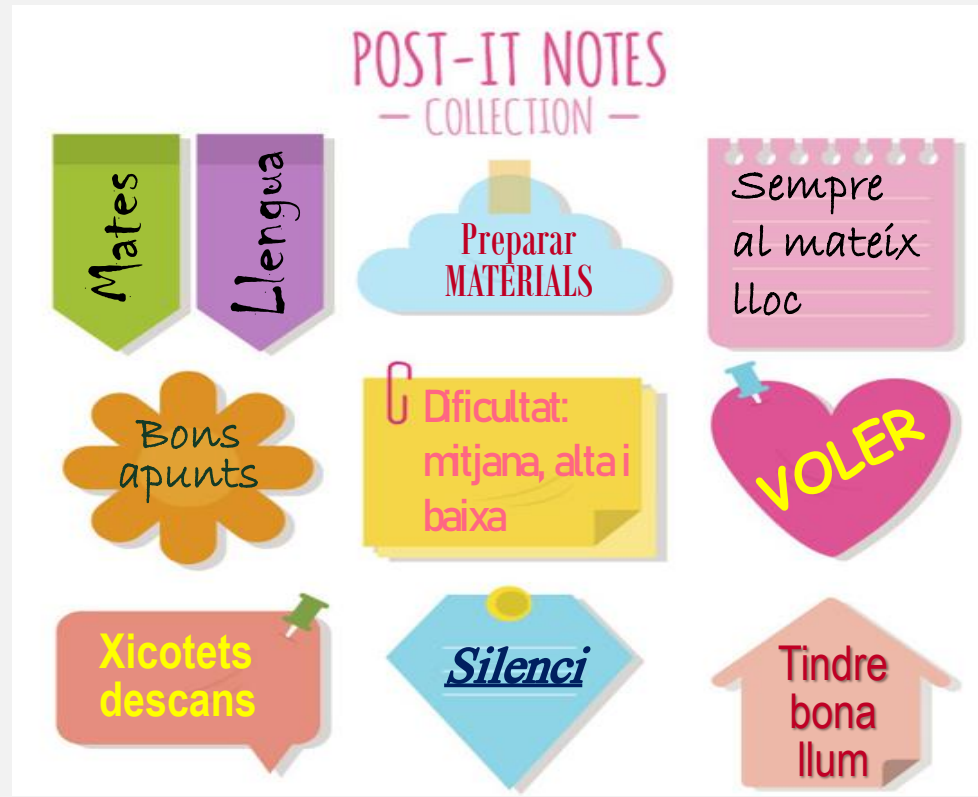 POST-IT NOTES
— COLLECTION —
Mates
Llengua
Preparar
MATERIALS
Sempre
al mateix
lloc
Bons
apunts
Dificultat:
mitjana, alta i
baixa
VOLER
Xicotets
descans
Silenci
Tindre
bona
llum